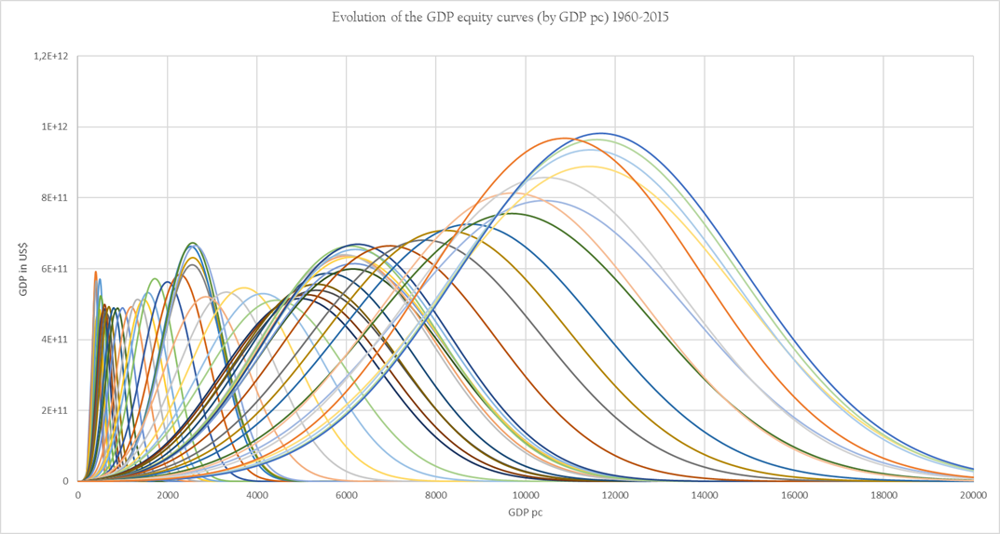 Evolution of the GDP equity curves (by GDP pc) 1960-2015
1,2E+12
1E+12
8E+11
6E+11
4E+11
2E+11
0
GDP in US$
0 2000 4000 6000 8000 10000 12000 14000 16000 18000 20000
GDP pc